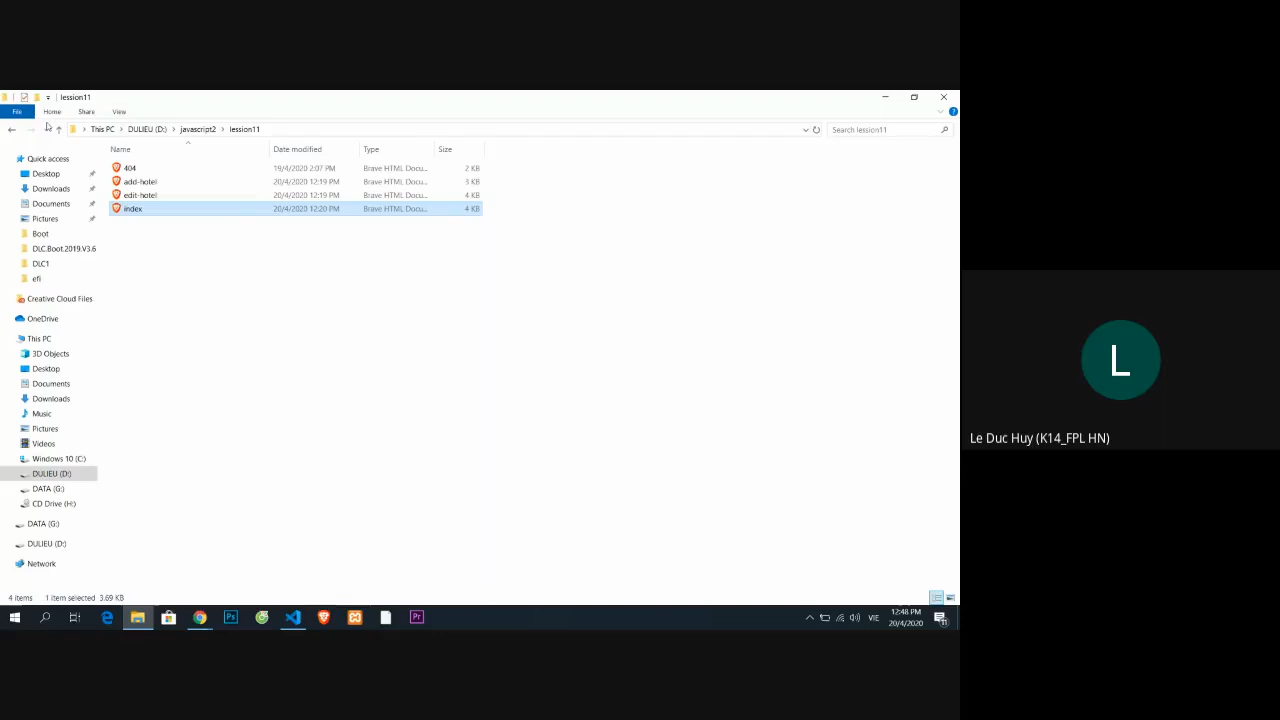 lession11
File Home Share View
This PC DULIEU (D:) javascript2 lession11 Search lession11
Name Date modified Type Size
404 19/4/2020 2:07 PM Brave HTML Docu... 2 KB
add-hotel 20/4/2020 12:19 PM Brave HTML Docu... 3 KB
edit-hotel 20/4/2020 12:19 PM Brave HTML Docu... 4 KB
index 20/4/2020 12:20 PM Brave HTML Docu... 4 KB
Quick access
Desktop
Downloads
Documents
Pictures
Boot
DLC.Boot.2019.V3.6
DLC1
efi
Creative Cloud Files
OneDrive
This PC
3D Objects
Desktop
Documents
Downloads
Music
Pictures
Videos
Windows 10 (C:)
DULIEU (D:)
DATA (G:)
CD Drive (H:)
DATA (G:)
DULIEU (D:)
Network
4 items 1 item selected 3.69 KB
Ps Pr VIE
12:48 PM
20/4/2020
L
Le Duc Huy (K14_FPL HN)